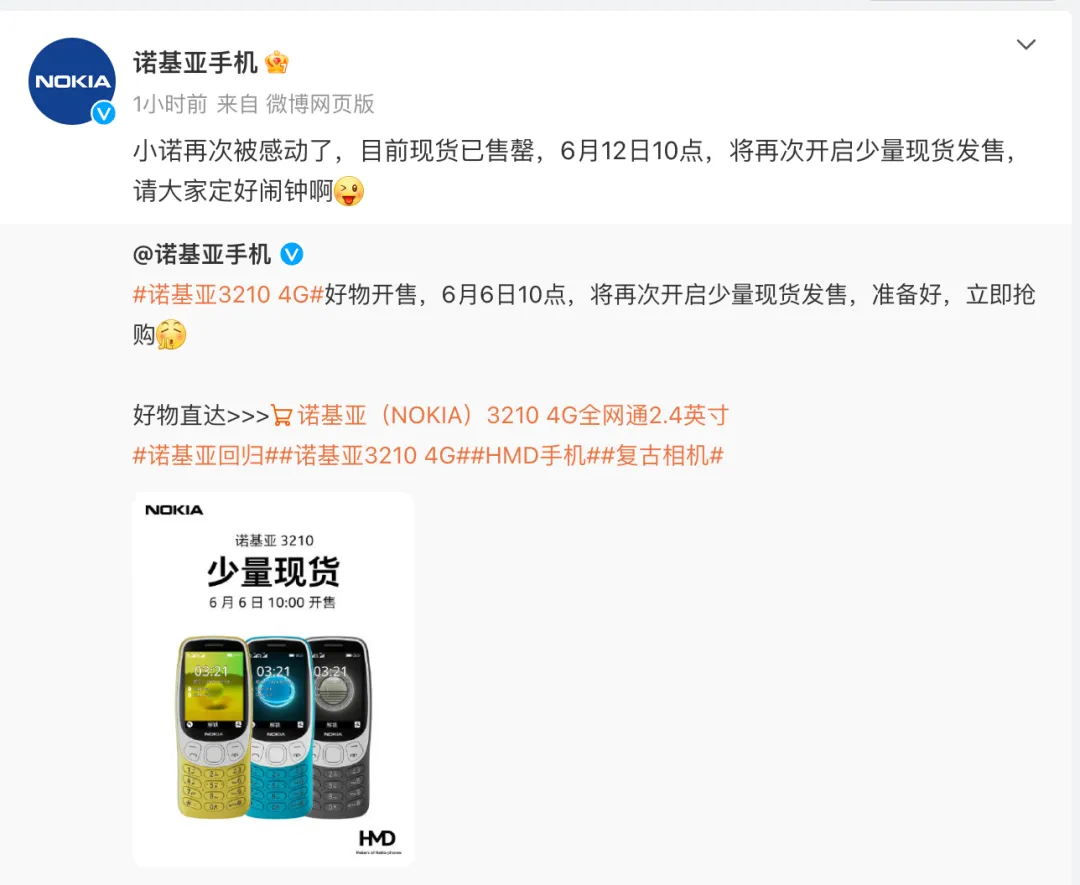 NOKIA
诺基亚手机
1小时前 来自 微博网页版
小诺再次被感动了，目前现货已售罄，6月12日10点，将再次开启少量现货发售，
请大家定好闹钟啊
@诺基亚手机
#诺基亚3210 4G#好物开售，6月6日10点，将再次开启少量现货发售，准备好，立即抢
购
好物直达>>>诺基亚（NOKIA）3210 4G全网通2.4英寸
#诺基亚回归##诺基亚3210 4G##HMD手机##复古相机#
NOKIA
诺基亚 3210
少量现货
6 月 6 日 10:00 开售
03:21 03:21 03:21
NOKIA NOKIA NOKIA
HMD